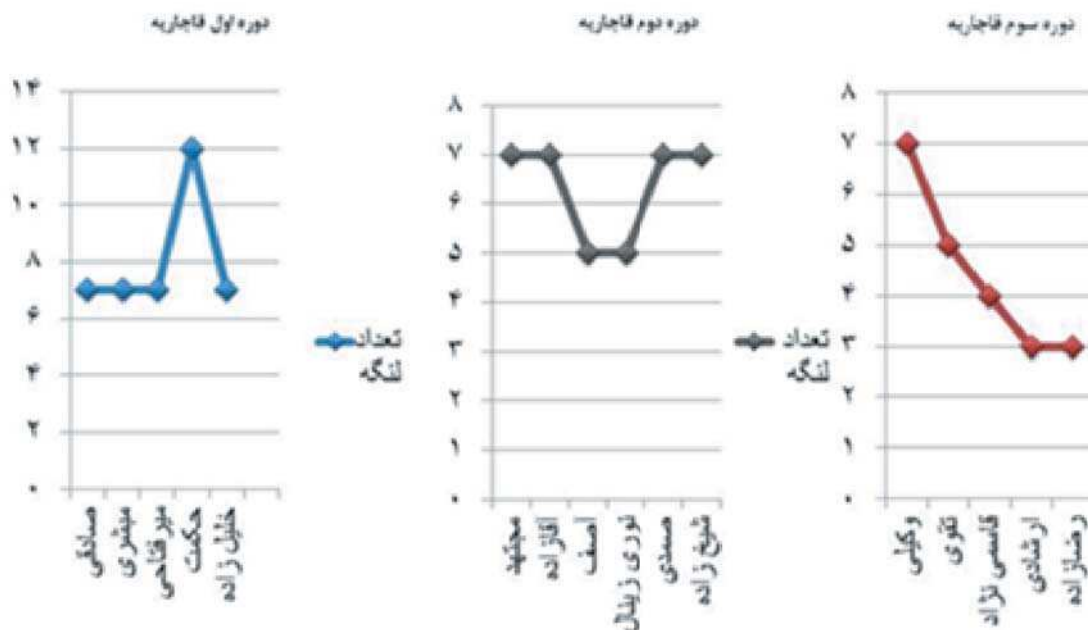 دوره اول قاجاریه
۱۴
۱۲
۱۰
۸
۶
۴
۲
۰
صادقی
مبشری
میرفتاحی
حکمت
خلیل زاده
تعداد
لنگه
دوره دوم قاجاریه
۸
۷
۶
۵
۴
۳
۲
۱
۰
مجتهد
آقازاده
آصف
نوری زینال
صمدی
شیخ زاده
تعداد
لنگه
دوره سوم قاجاریه
۸
۷
۶
۵
۴
۳
۲
۱
۰
وکیلی
تقوی
قاسمی نژاد
ارشادی
رضازاده